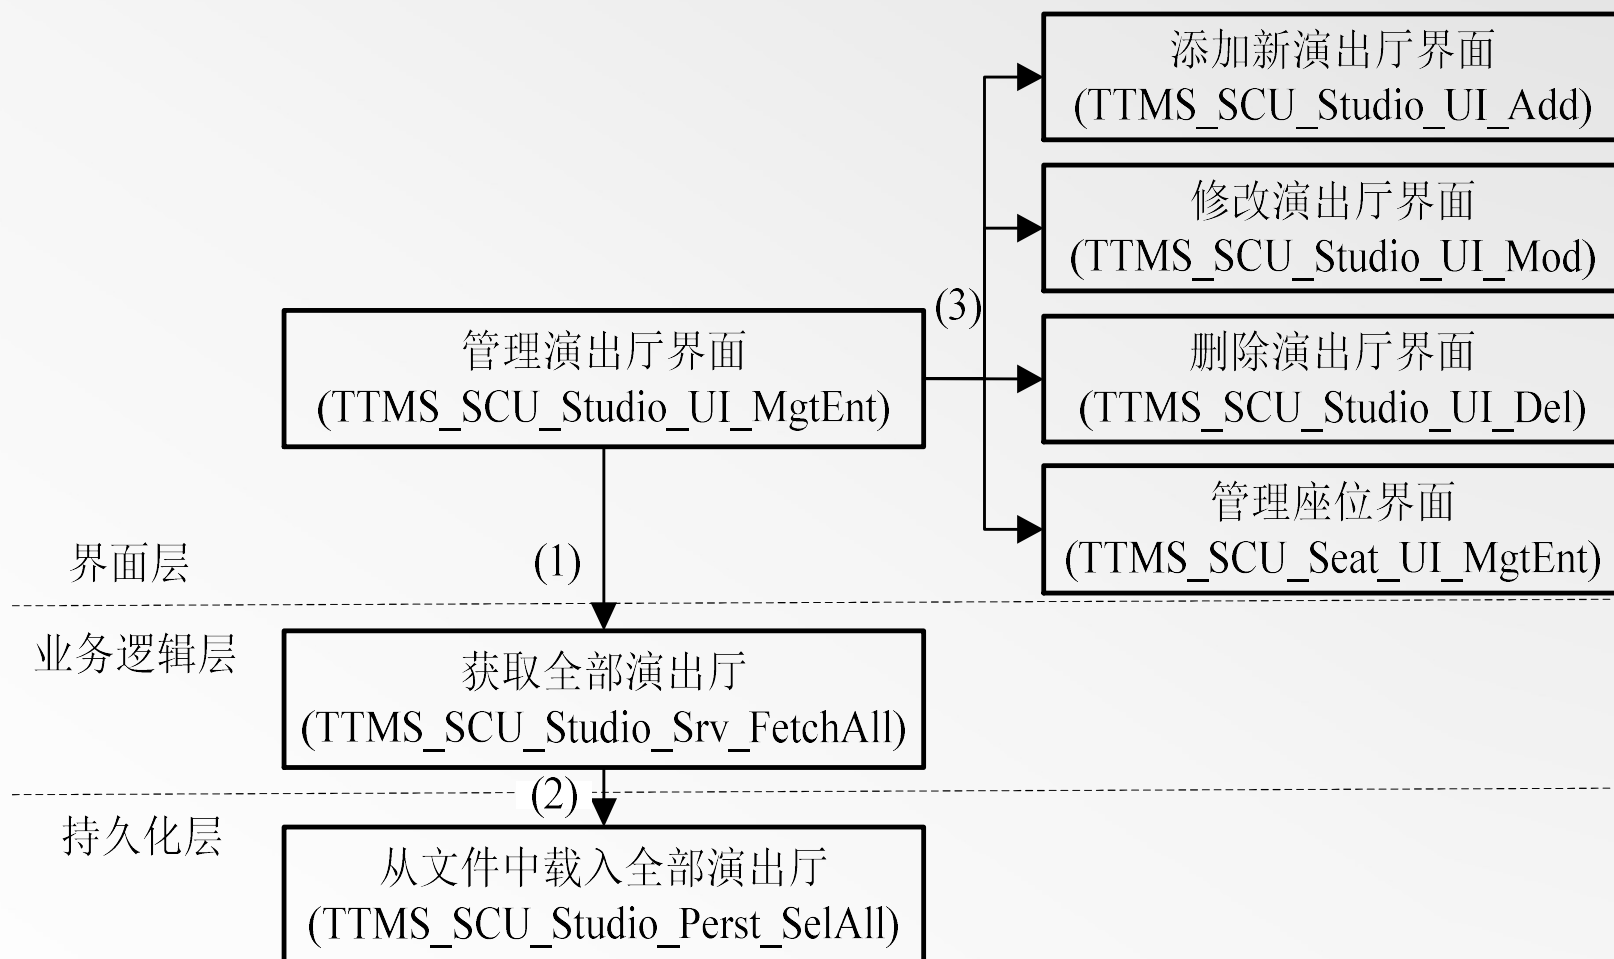 添加新演出厅界面
(TTMS_SCU_Studio_UI_Add)
修改演出厅界面
(TTMS_SCU_Studio_UI_Mod)
(3)
管理演出厅界面
(TTMS_SCU_Studio_UI_MgtEnt)
删除演出厅界面
(TTMS_SCU_Studio_UI_Del)
管理座位界面
(TTMS_SCU_Seat_UI_MgtEnt)
界面层
(1)
业务逻辑层
获取全部演出厅
(TTMS_SCU_Studio_Srv_FetchAll)
(2)
持久化层
从文件中载入全部演出厅
(TTMS_SCU_Studio_Perst_SelAll)